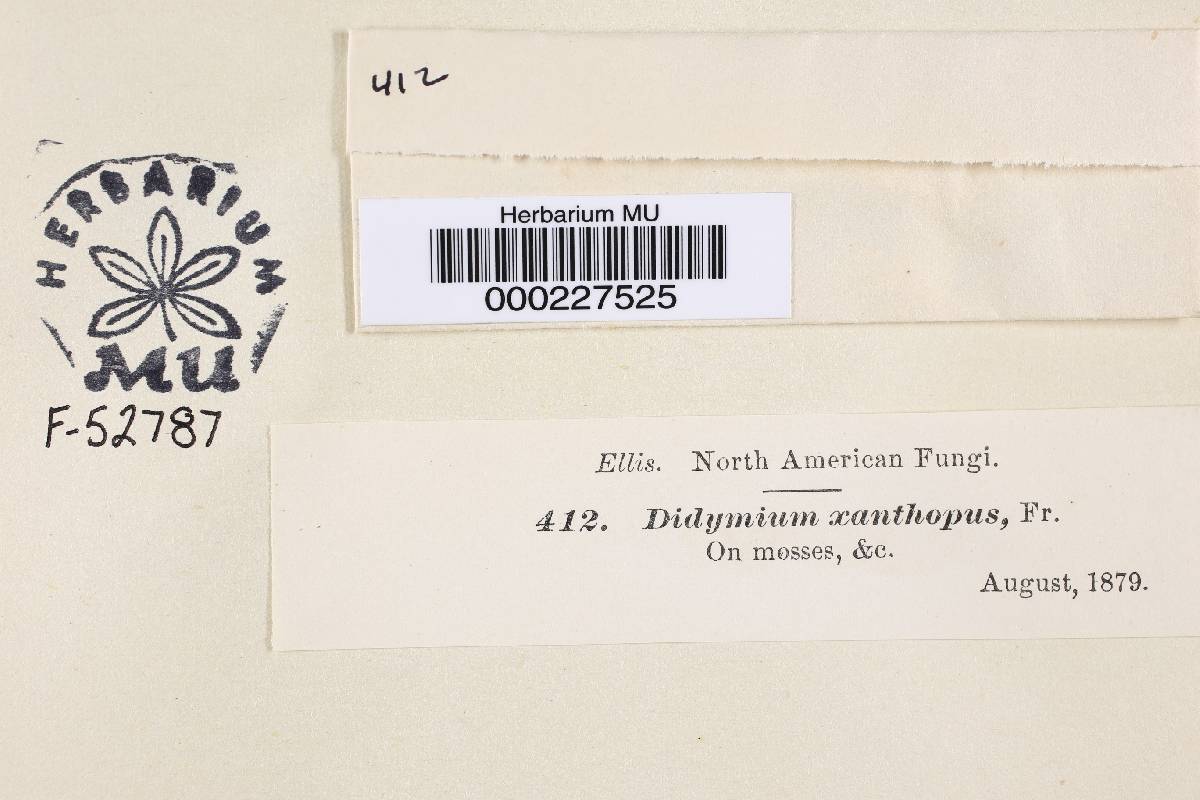 412
Herbarium MU
000227525
HERBARIUM
MU
F-52787
Ellis. North American Fungi.
412. Didymium xanthopus, Fr.
On mosses, &c.
August, 1879.